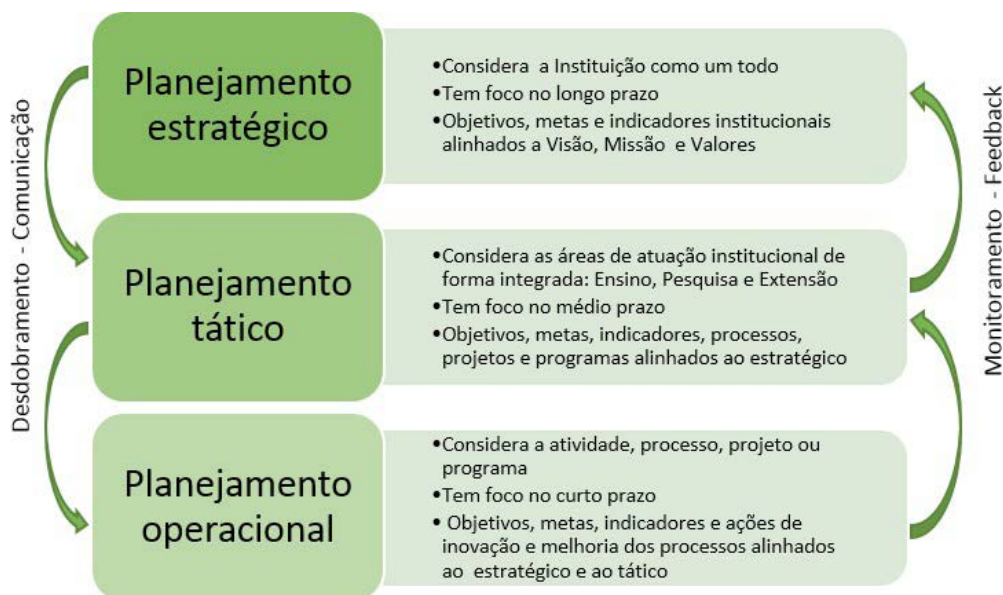 Desdobramento - Comunicação
Planejamento
estratégico
•Considera a Instituição como um todo
•Tem foco no longo prazo
•Objetivos, metas e indicadores institucionais
alinhados a Visão, Missão e Valores
Planejamento
tático
•Considera as áreas de atuação institucional de
forma integrada: Ensino, Pesquisa e Extensão
•Tem foco no médio prazo
•Objetivos, metas, indicadores, processos,
projetos e programas alinhados ao estratégico
Planejamento
operacional
•Considera a atividade, processo, projeto ou
programa
•Tem foco no curto prazo
• Objetivos, metas, indicadores e ações de
inovação e melhoria dos processos alinhados
ao estratégico e ao tático
Monitoramento - Feedback